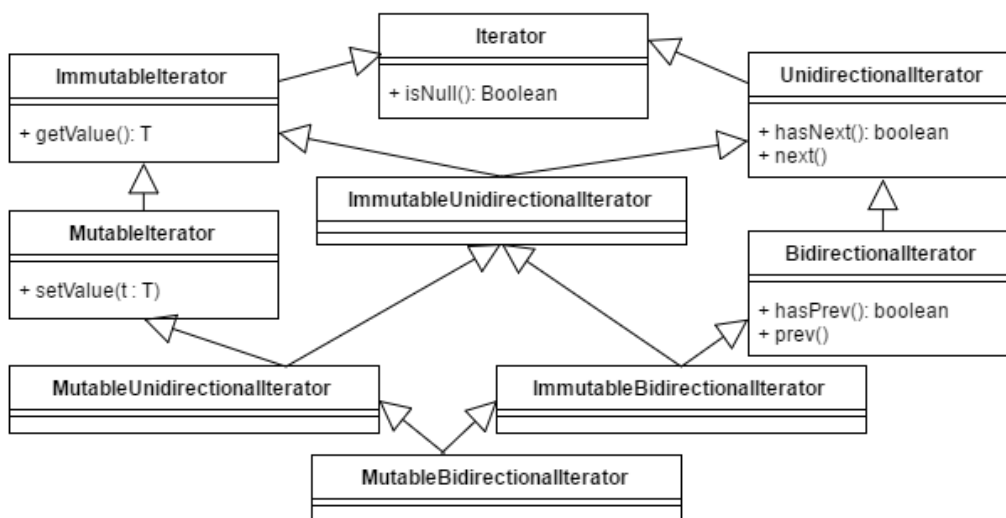 Iterator
+ isNull(): Boolean
ImmutableIterator
+ getValue(): T
UnidirectionalIterator
+ hasNext(): boolean
+ next()
ImmutableUnidirectionalIterator
MutableIterator
+ setValue(t : T)
BidirectionalIterator
+ hasPrev(): boolean
+ prev()
MutableUnidirectionalIterator
ImmutableBidirectionalIterator
MutableBidirectionalIterator